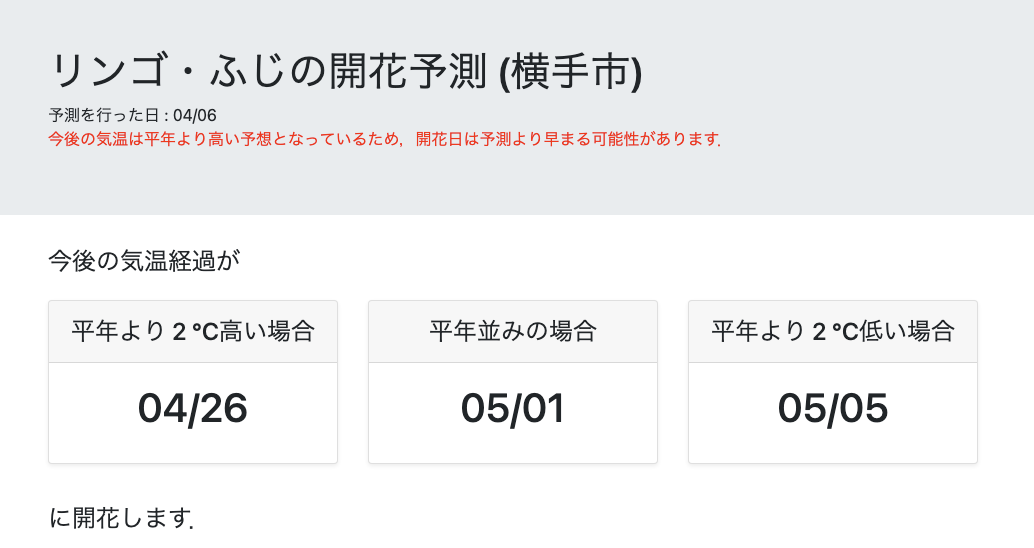 リンゴ・ふじの開花予測 (横手市)
予測を行った日 : 04/06
今後の気温は平年より高い予想となっているため，開花日は予測より早まる可能性があります．
今後の気温経過が
平年より 2 ℃高い場合
04/26
平年並みの場合
05/01
平年より 2 ℃低い場合
05/05
に開花します．